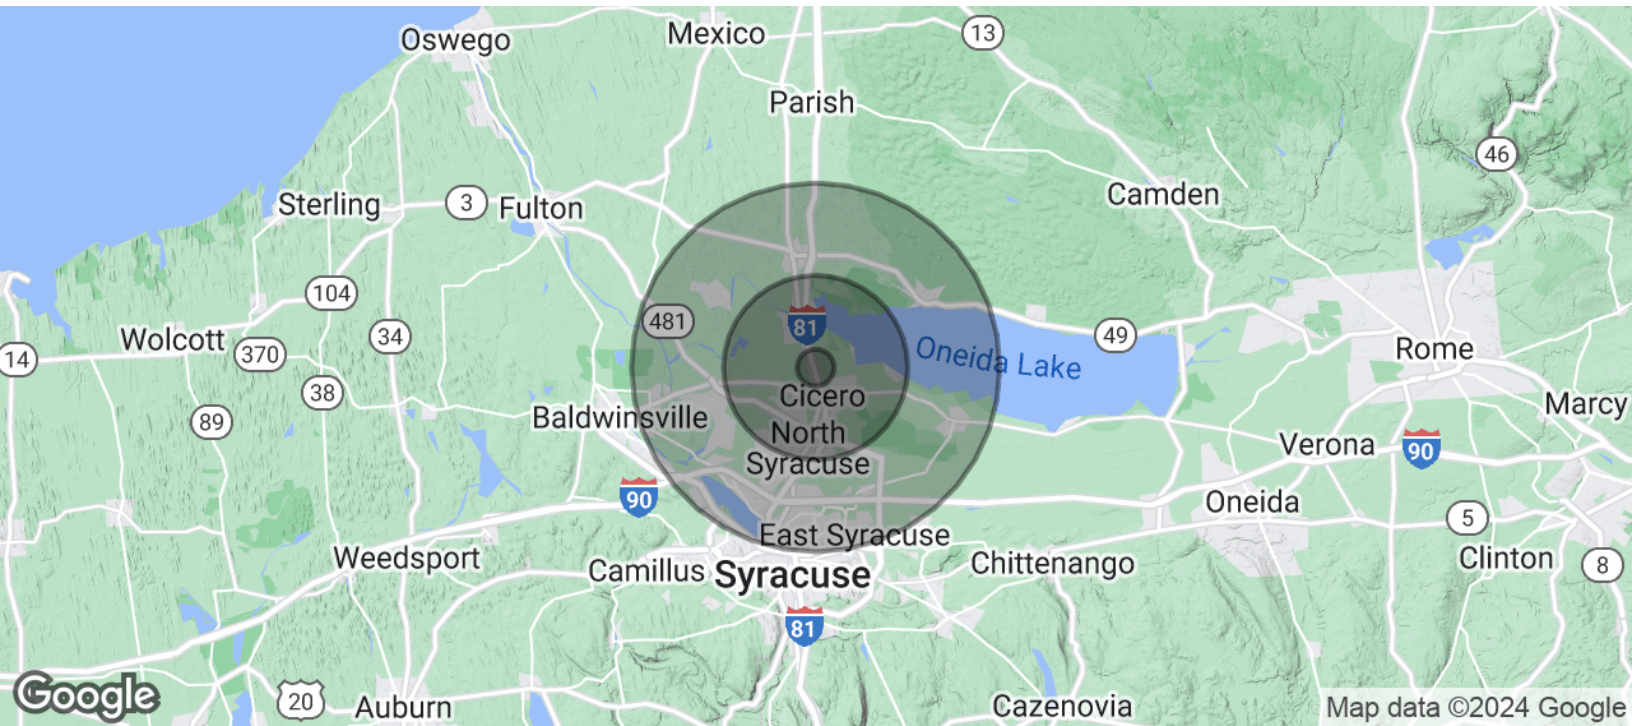 Oswego
Mexico
13
Parish
46
Camden
Sterling
3
Fulton
104
481
81
49
Wolcott
34
14
370
Oneida Lake
Rome
38
Cicero
89
Baldwinsville
Marcy
North
Syracuse
Verona
90
90
Oneida
5
East Syracuse
Weedsport
Camillus
Syracuse
Chittenango
Clinton
8
81
Google
20
Auburn
Cazenovia
Map data ©2024 Google